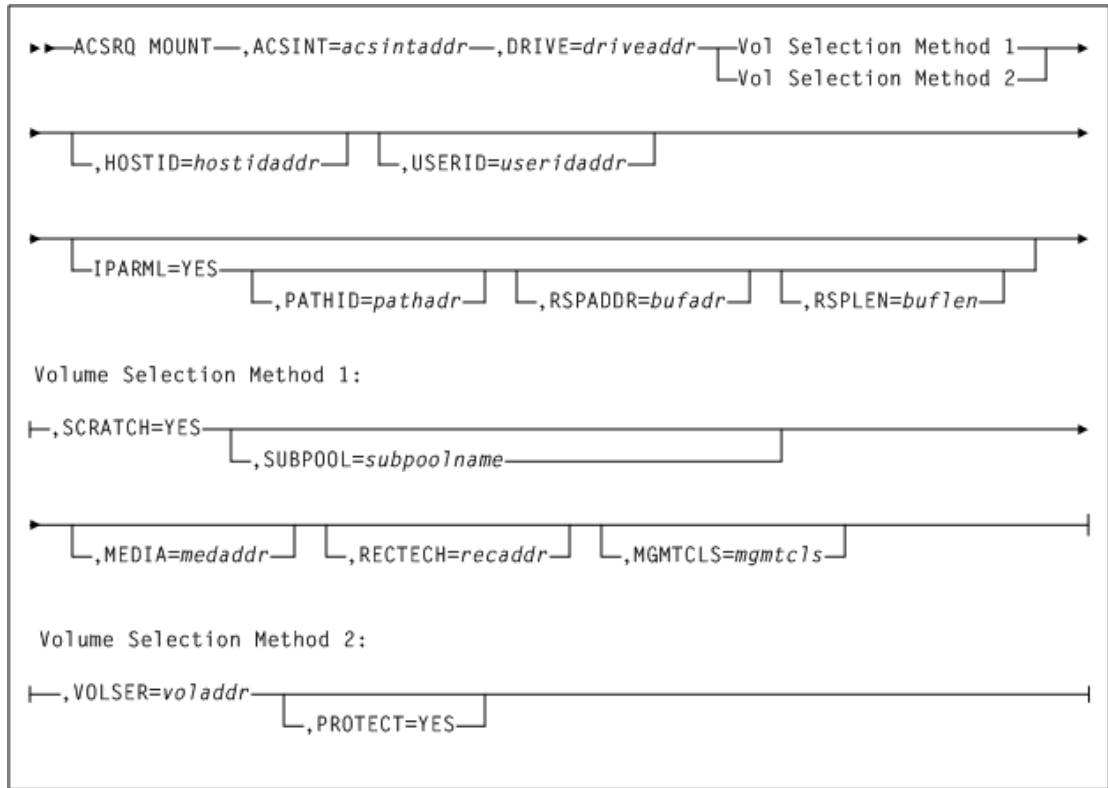 ACSRQ MOUNT ,ACSINT=acsintaddr ,DRIVE=driveaddr Vol Selection Method 1
Vol Selection Method 2
,HOSTID=hostidaddr ,USERID=useridaddr
IPARML=YES
,PATHID=pathadr ,RSPADDR=bufadr ,RSPLEN=buflen
Volume Selection Method 1:
,SCRATCH=YES
,SUBPOOL=subpoolname
,MEDIA=medaddr ,RECTECH=recaddr ,MGMTCLS=mgmtcls
Volume Selection Method 2:
,VOLSER=voladdr
,PROTECT=YES